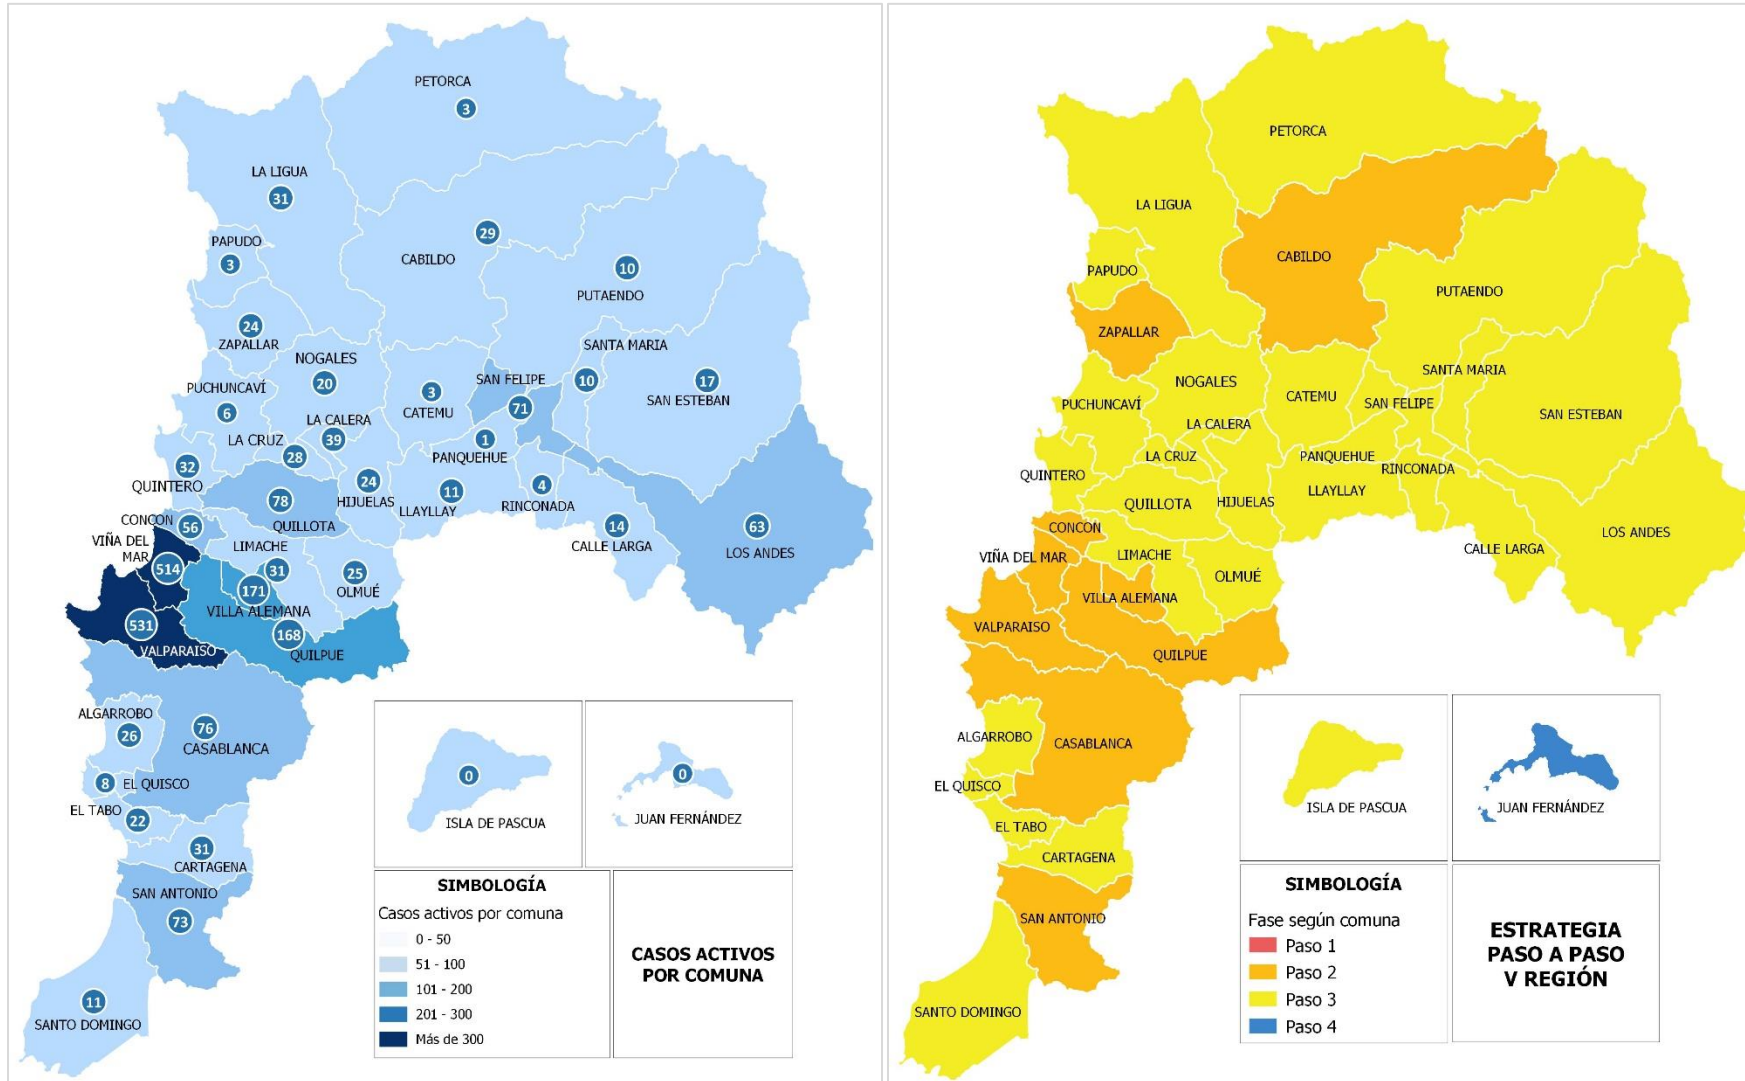 PETORCA
3
LA LIGUA
31
PAPUDO
3
29
CABILDO
10
PUTAENDO
24
ZAPALLAR
NOGALES
20
SANTA MARIA
10
17
SAN ESTEBAN
PUCHUNCAVÍ
6
3
CATEMU
SAN FELIPE
71
LA CALERA
39
LA CRUZ
28
1
PANQUEHUE
32
QUINTERO
78
QUILLOTA
24
HIJUELAS
11
LLAYLLAY
4
RINCONADA
14
CALLE LARGA
63
LOS ANDES
CONCON
56
VIÑA DEL
MAR
514
LIMACHE
31
25
OLMUÉ
171
VILLA ALEMANA
531
VALPARAISO
168
QUILPUE
ALGARROBO
26
76
CASABLANCA
8
EL QUISCO
EL TABO
22
31
CARTAGENA
SAN ANTONIO
73
11
SANTO DOMINGO
0
ISLA DE PASCUA
0
JUAN FERNÁNDEZ
SIMBOLOGÍA
Casos activos por comuna
0 - 50
51 - 100
101 - 200
201 - 300
Más de 300
CASOS ACTIVOS
POR COMUNA
PETORCA
LA LIGUA
CABILDO
PAPUDO
PUTAENDO
ZAPALLAR
SANTA MARIA
NOGALES
PUCHUNCAVÍ
CATEMU
SAN FELIPE
SAN ESTEBAN
LA CALERA
LA CRUZ
PANQUEHUE
RINCONADA
QUINTERO
LLAYLLAY
QUILLOTA
HIJUELAS
CONCON
LOS ANDES
VIÑA DEL MAR
LIMACHE
OLMUÉ
CALLE LARGA
VILLA ALEMANA
VALPARAISO
QUILPUE
ALGARROBO
CASABLANCA
EL QUISCO
EL TABO
CARTAGENA
SAN ANTONIO
SANTO DOMINGO
ISLA DE PASCUA
JUAN FERNÁNDEZ
SIMBOLOGÍA
Fase según comuna
Paso 1
Paso 2
Paso 3
Paso 4
ESTRATEGIA
PASO A PASO
V REGIÓN